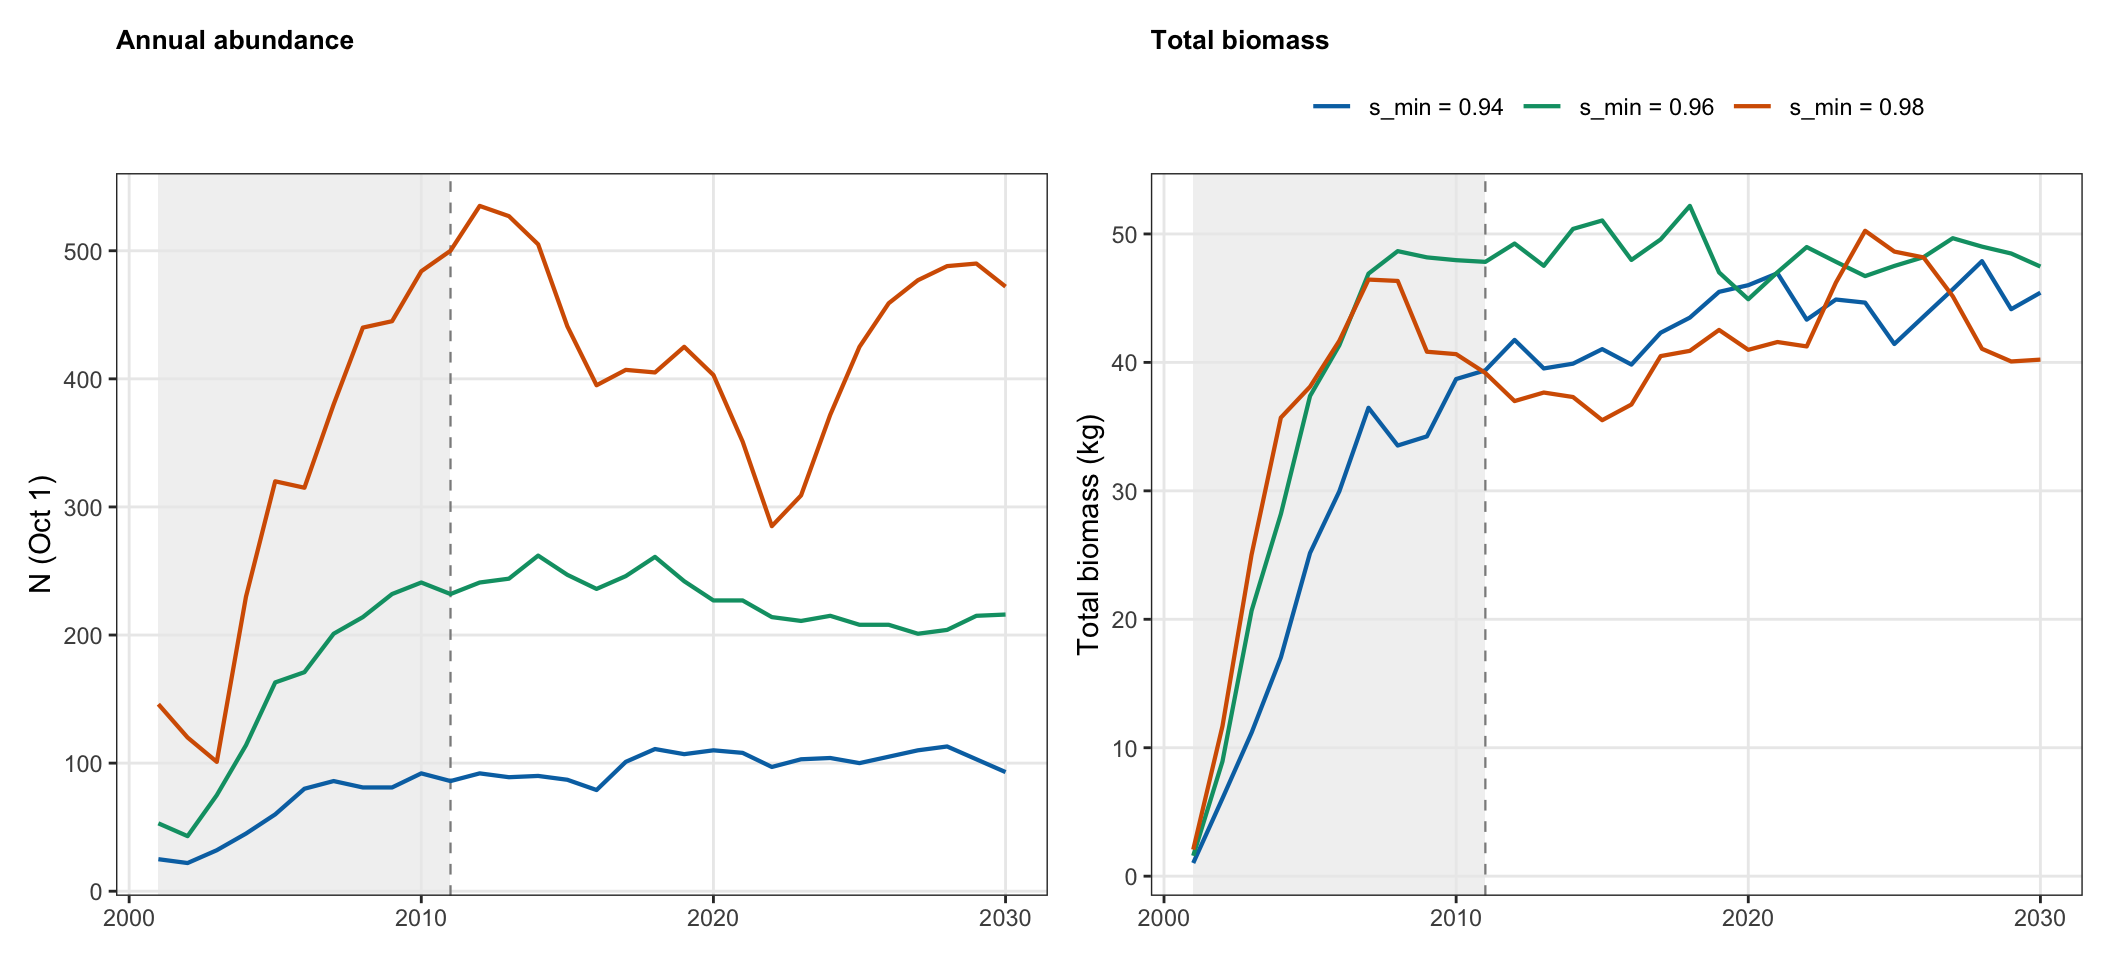 Annual abundance
N (Oct 1)
500
400
300
200
100
0
2000 2010 2020 2030
Total biomass
s_min = 0.94 s_min = 0.96 s_min = 0.98
Total biomass (kg)
50
40
30
20
10
0
2000 2010 2020 2030